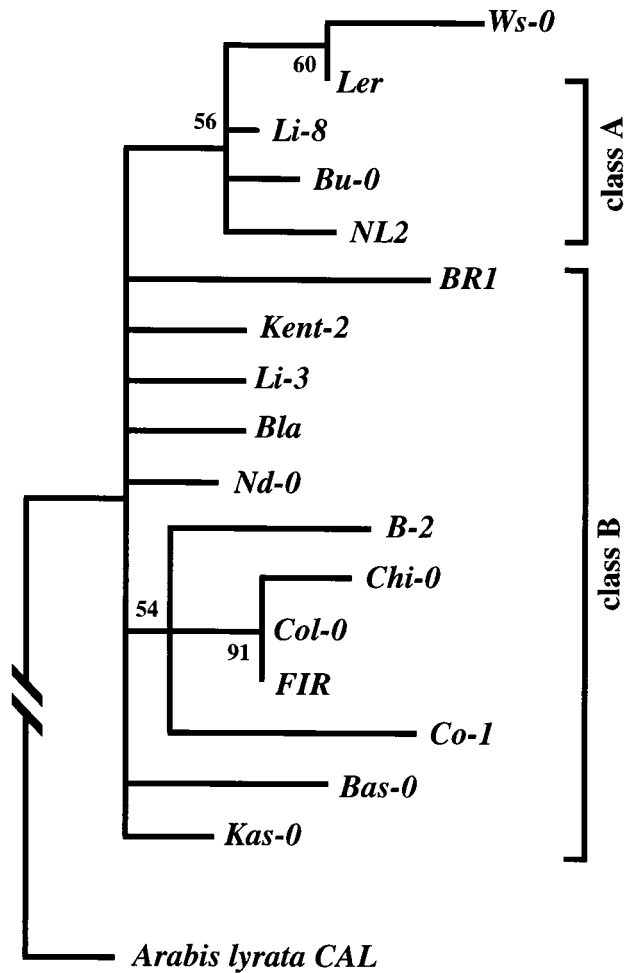 Ws-0
60
Ler
56
Li-8
Bu-0
NL2
class A
BR1
Kent-2
Li-3
Bla
Nd-0
B-2
Chi-0
54
Col-0
91
FIR
Co-1
Bas-0
Kas-0
class B
Arabis lyrata CAL